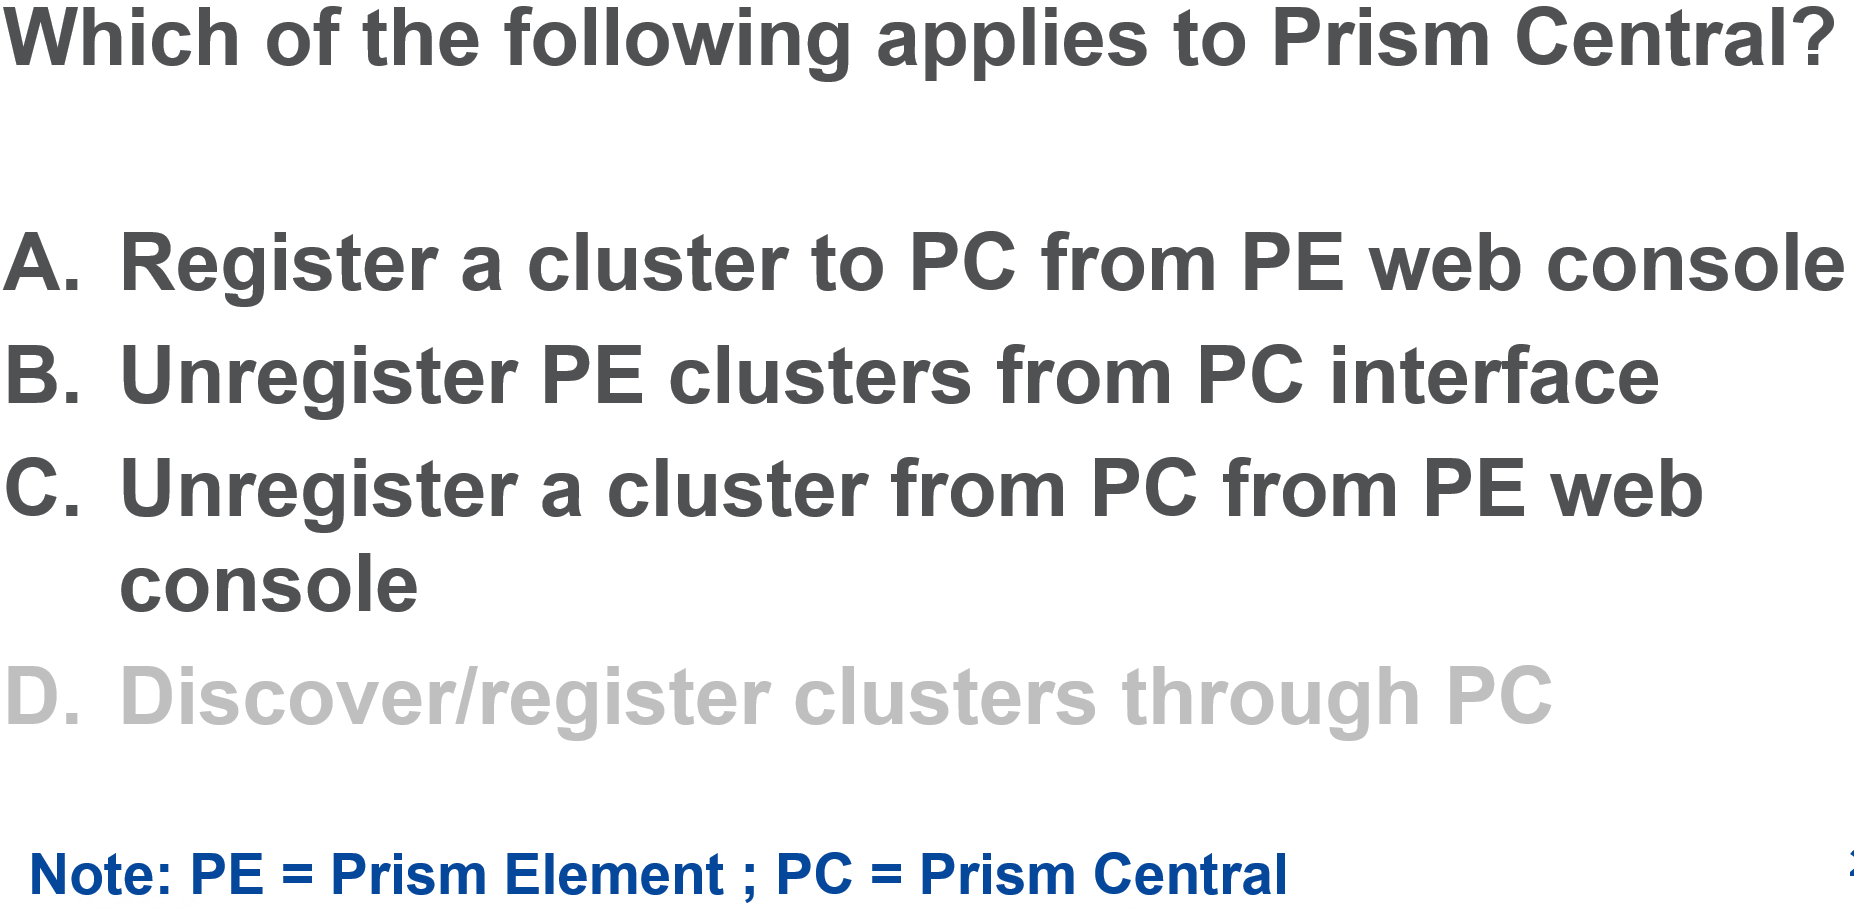 Which of the following applies to Prism Central?
A. Register a cluster to PC from PE web console
B. Unregister PE clusters from PC interface
C. Unregister a cluster from PC from PE web
console
D. Discover/register clusters through PC
Note: PE = Prism Element ; PC = Prism Central